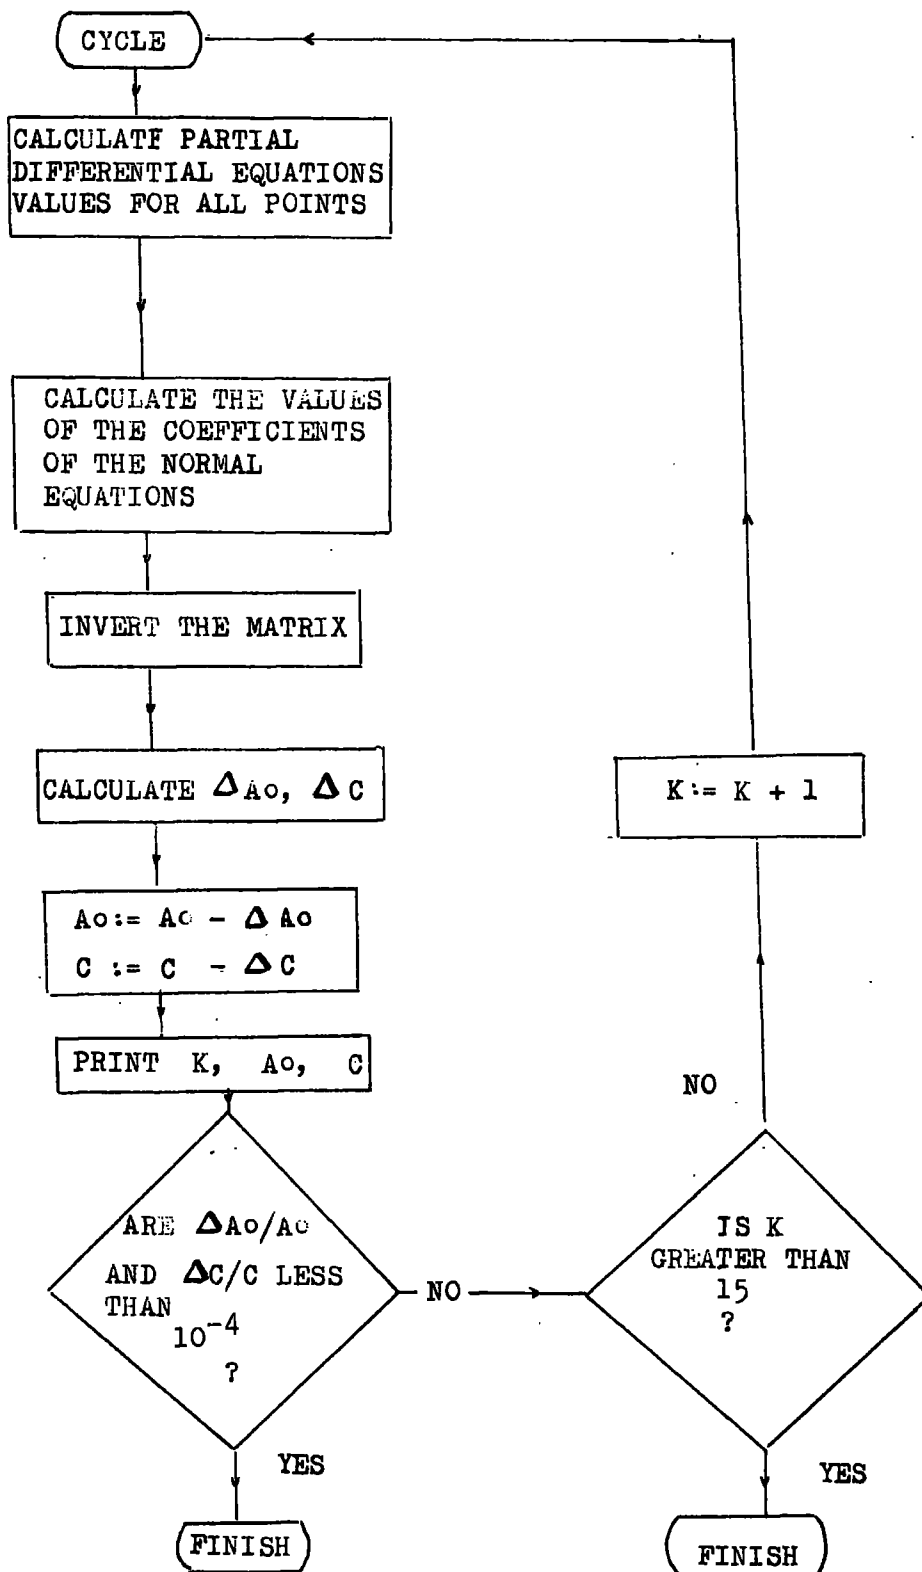 CYCLE
CALCULATF PARTIAL
DIFFERENTIAL EQUATIONS
VALUES FOR ALL POINTS
CALCULATE THE VALUES
OF THE COEFFICIENTS
OF THE NORMAL
EQUATIONS
INVERT THE MATRIX
CALCULATE ΔAo, ΔC
Ao:= Ao - ΔAo
C := C - ΔC
PRINT K, Ao, C
ARE ΔAo/Ao
AND ΔC/C LESS
THAN
10⁻⁴
?
NO
YES
FINISH
K:= K + 1
NO
IS K
GREATER THAN
15
?
YES
FINISH